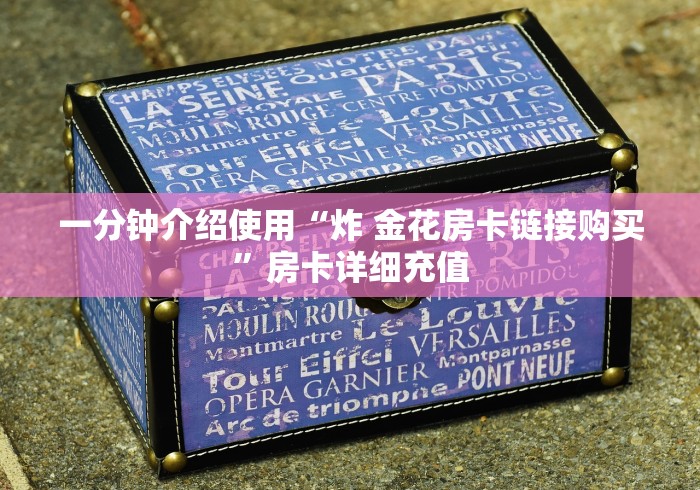 CHAMPS ELYSEES NOTRE DAME
LA SEINE Quartier Latin
PALAIS ROYALE PARIS
MOULIN ROUGE CENTRE POMPIDOU
Montmartre Le Louvre
Tour Eiffel VERSAILLES
OPÉRA GARNIER Montparnasse
Arc de triomphe PONT NEUF
一分钟介绍使用“炸 金花房卡链接购买
”房卡详细充值
MOULIN
Montmartre Le Louvre
Tour Eiffel VERSAILLES
OPÉRA GARNIER Montparnasse
Arc de triomphe PONT NEUF